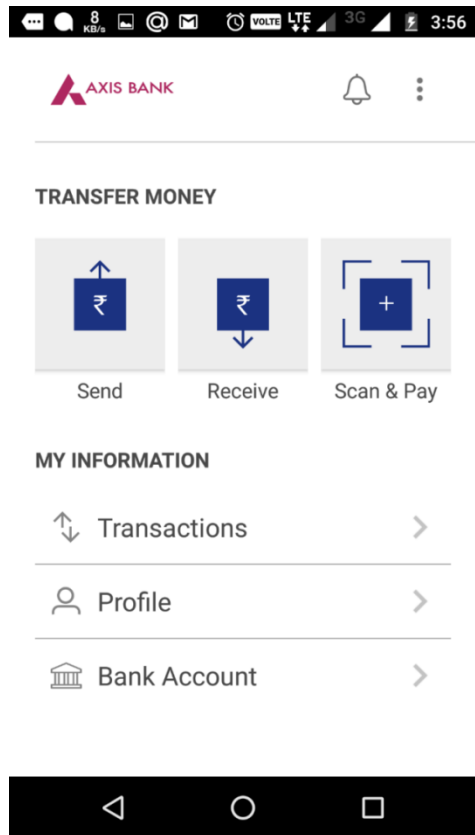 8
KB/s
VOLTE
LTE
3G
3:56
AXIS BANK
TRANSFER MONEY
₹
₹
+
Send
Receive
Scan & Pay
MY INFORMATION
Transactions
Profile
Bank Account